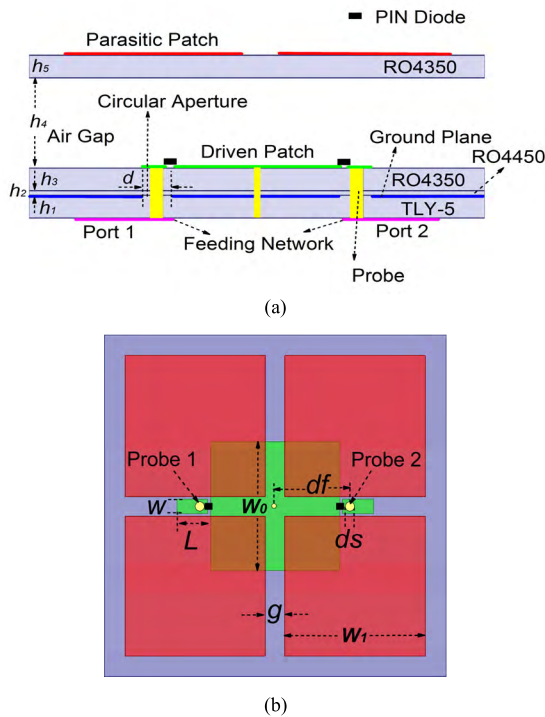 PIN Diode
Parasitic Patch
h5 RO4350
Circular Aperture
h4
Air Gap Ground Plane
Driven Patch RO4450
d
h3 RO4350
h2
h1 TLY-5
Port 1 Feeding Network Port 2
Probe
(a)
Probe 1 df Probe 2
W W0
L ds
g W1
(b)